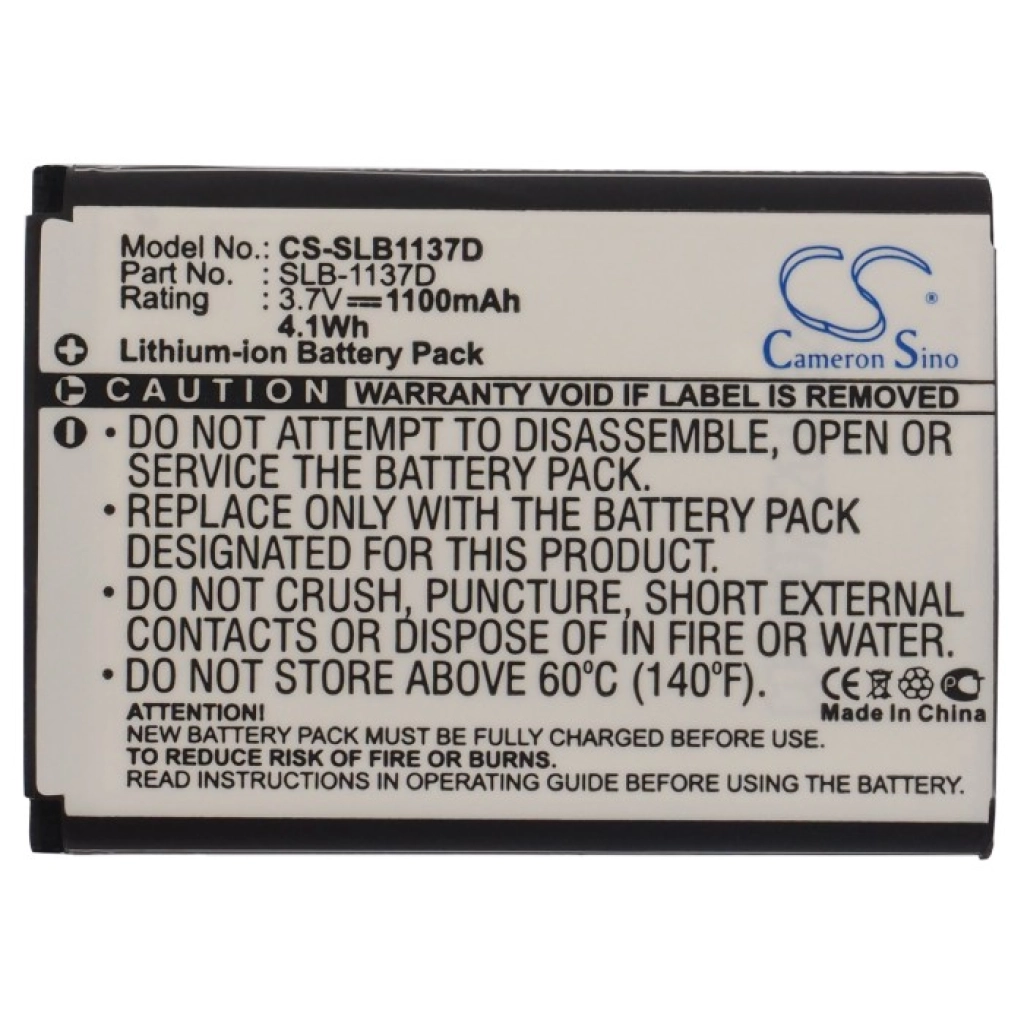 Model No.: CS-SLB1137D
Part No. : SLB-1137D
Rating : 3.7V⎓1100mAh
4.1Wh
Lithium-ion Battery Pack
CS®
Cameron Sino
CAUTION WARRANTY VOID IF LABEL IS REMOVED
• DO NOT ATTEMPT TO DISASSEMBLE, OPEN OR
SERVICE THE BATTERY PACK.
• REPLACE ONLY WITH THE BATTERY PACK
DESIGNATED FOR THIS PRODUCT.
• DO NOT CRUSH, PUNCTURE, SHORT EXTERNAL
CONTACTS OR DISPOSE OF IN FIRE OR WATER.
• DO NOT STORE ABOVE 60°C (140°F).
CE PCT
Made In China
ATTENTION!
NEW BATTERY PACK MUST BE FULLY CHARGED BEFORE USE.
TO REDUCE RISK OF FIRE OR BURNS.
READ INSTRUCTIONS IN OPERATING GUIDE BEFORE USING THE BATTERY.
+
T
−